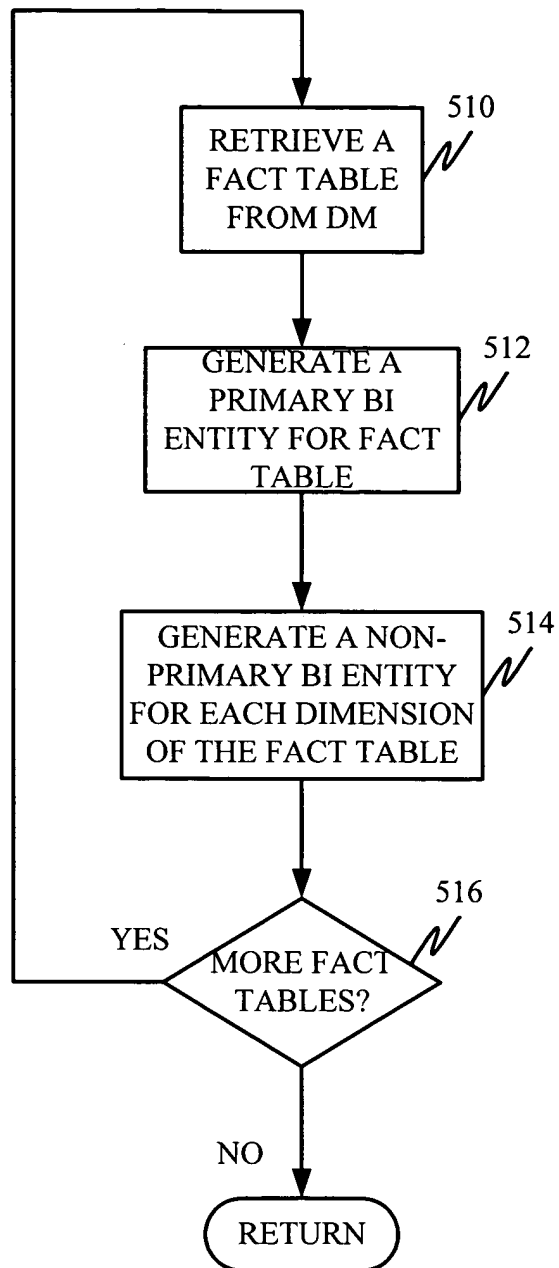 510
RETRIEVE A
FACT TABLE
FROM DM
512
GENERATE A
PRIMARY BI
ENTITY FOR FACT
TABLE
514
GENERATE A NON-
PRIMARY BI ENTITY
FOR EACH DIMENSION
OF THE FACT TABLE
516
YES
MORE FACT
TABLES?
NO
RETURN